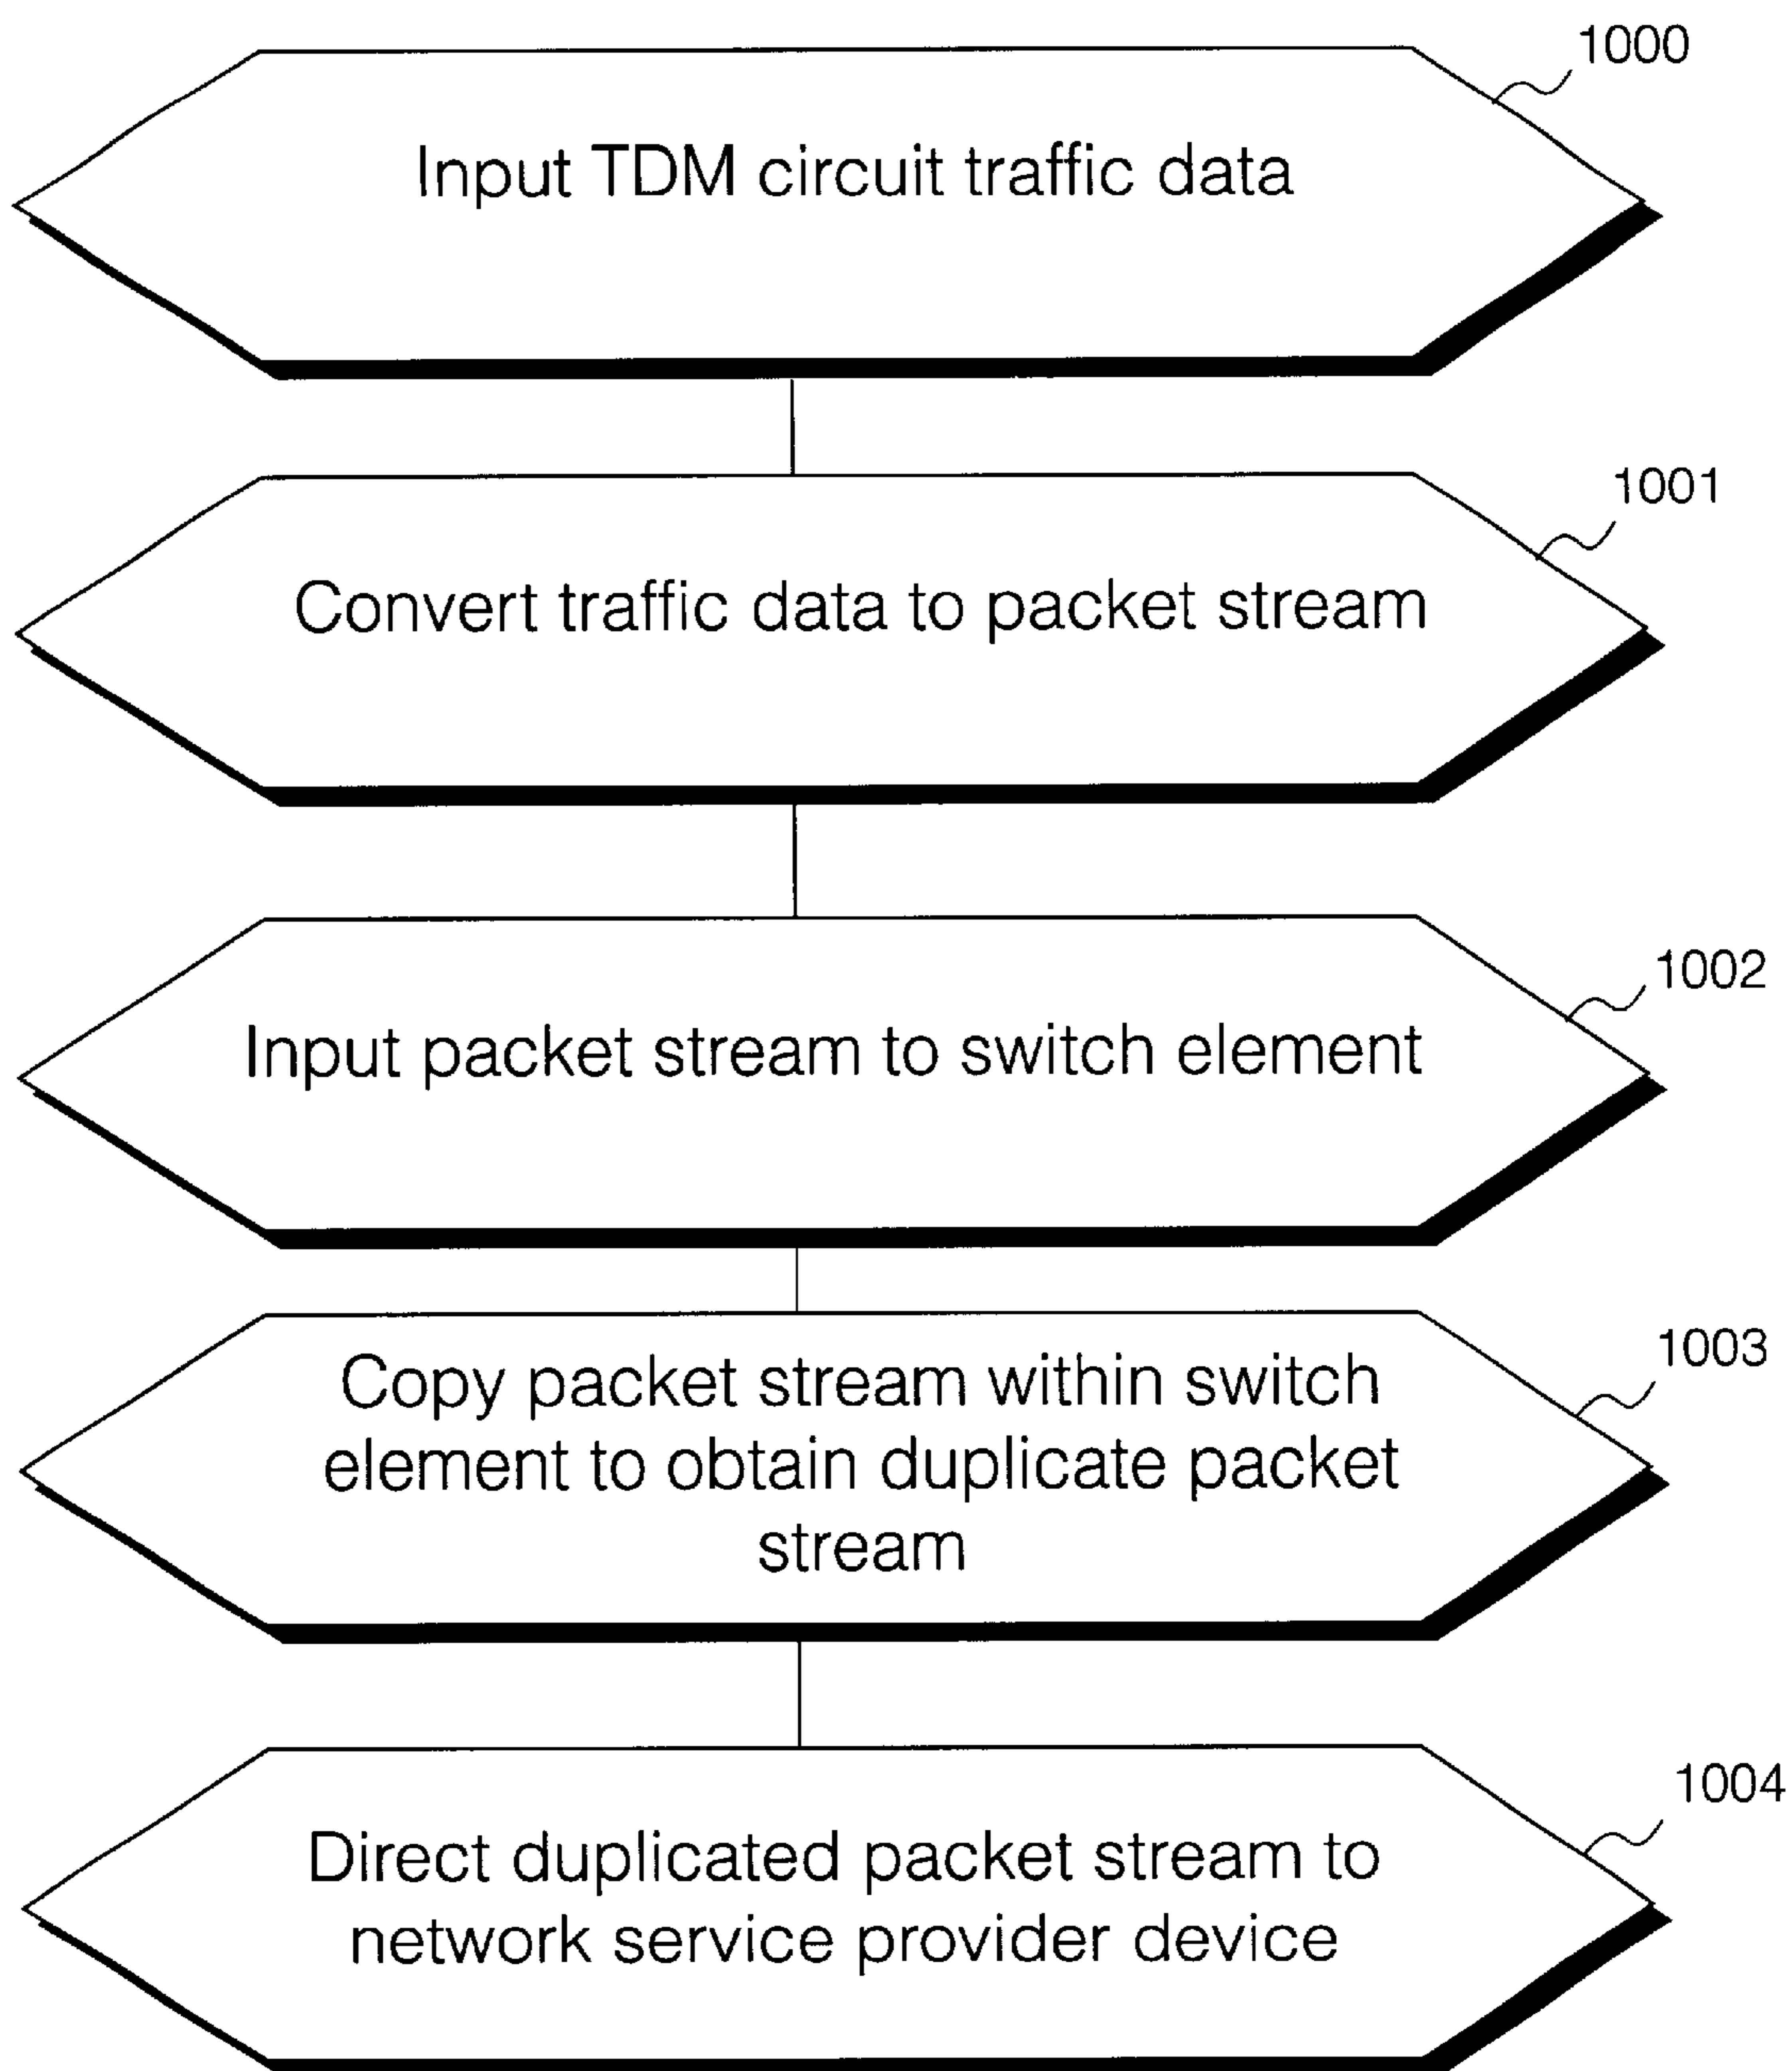 1000
Input TDM circuit traffic data
1001
Convert traffic data to packet stream
1002
Input packet stream to switch element
1003
Copy packet stream within switch
element to obtain duplicate packet
stream
1004
Direct duplicated packet stream to
network service provider device